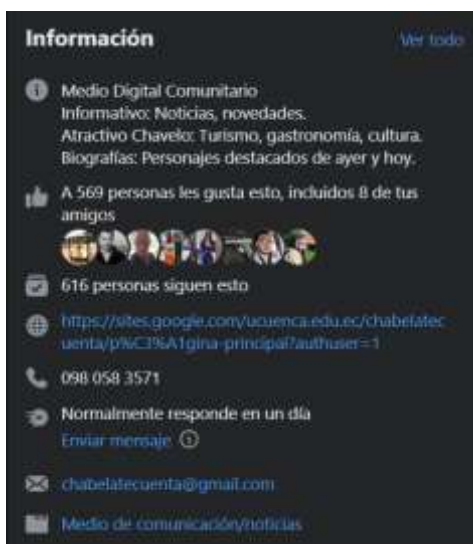 Información
Ver todo
Medio Digital Comunitario
Informativo: Noticias, novedades.
Atractivo Chavelo: Turismo, gastronomía, cultura.
Biografías: Personajes destacados de ayer y hoy.
A 569 personas les gusta esto, incluidos 8 de tus
amigos
616 personas siguen esto
https://sites.google.com/ucuenca.edu.ec/chabelatec
uenta/p%C3%A1gina-principal?authuser=1
098 058 3571
Normalmente responde en un día
Enviar mensaje
chabelatecuenta@gmail.com
Medio de comunicación/noticias